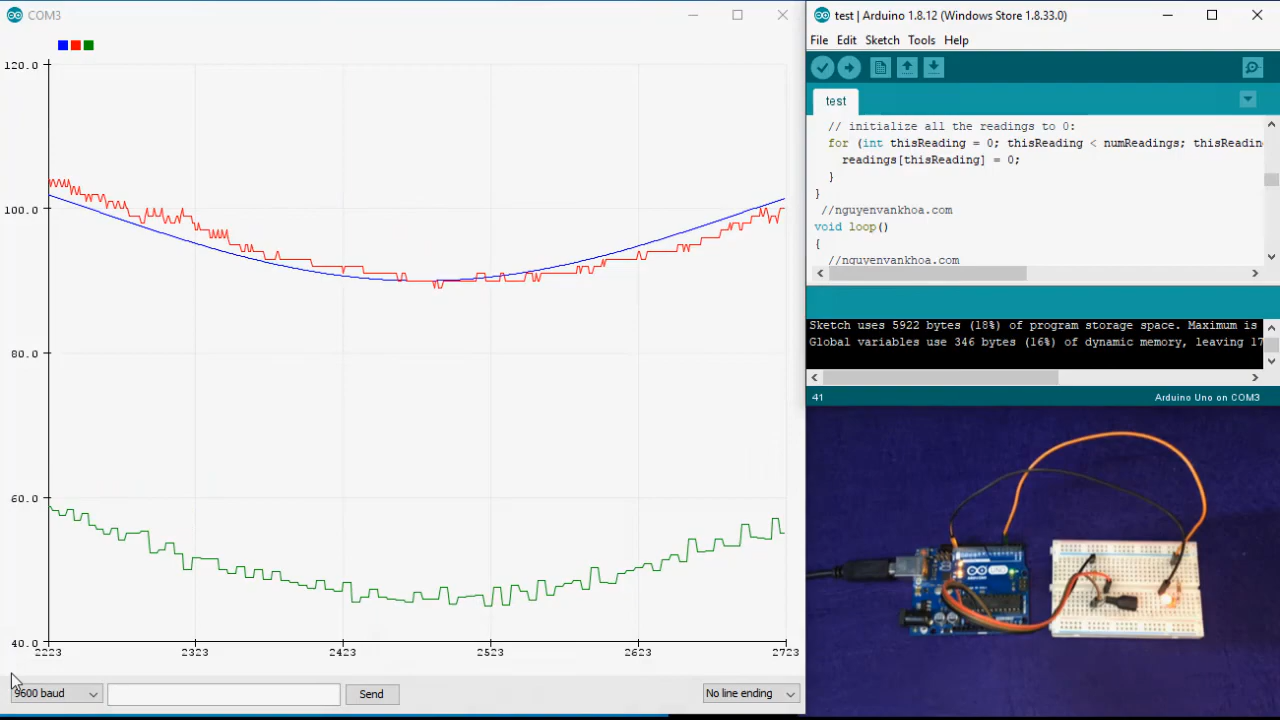 COM3
120.0
100.0
80.0
60.0
40.0
2223
2323
2423
2523
2623
2723
9600 baud
Send
No line ending
test | Arduino 1.8.12 (Windows Store 1.8.33.0)
File Edit Sketch Tools Help
test
// initialize all the readings to 0:
for (int thisReading = 0; thisReading < numReadings; thisReadin
readings[thisReading] = 0;
}
}
//nguyenvankhoa.com
void loop()
{
//nguyenvankhoa.com
Sketch uses 5922 bytes (18%) of program storage space. Maximum is
Global variables use 346 bytes (16%) of dynamic memory, leaving 17
41
Arduino Uno on COM3